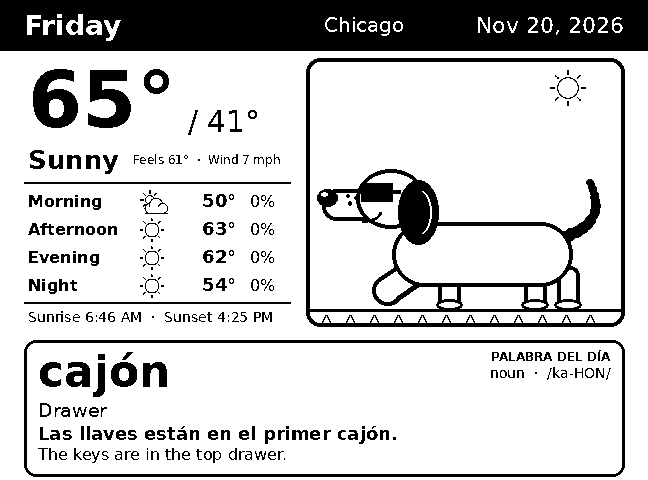 Friday Chicago Nov 20, 2026
65° / 41°
Sunny Feels 61° · Wind 7 mph
Morning 50° 0%
Afternoon 63° 0%
Evening 62° 0%
Night 54° 0%
Sunrise 6:46 AM · Sunset 4:25 PM
cajón
PALABRA DEL DÍA
noun · /ka-HON/
Drawer
Las llaves están en el primer cajón.
The keys are in the top drawer.